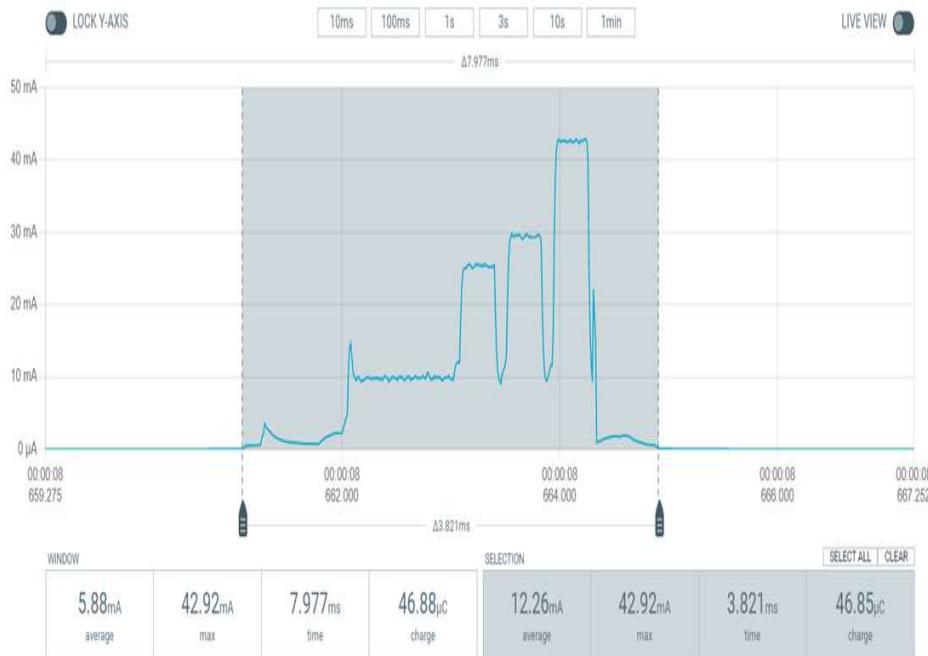 LOCK Y-AXIS 10ms 100ms 1s 3s 10s 1min LIVE VIEW
Δ7.977ms
50 mA
40 mA
30 mA
20 mA
10 mA
0 µA
00:00:08 00:00:08 00:00:08 00:00:08 00:00:08
659.275 662.000 664.000 666.000 667.252
Δ3.821ms
WINDOW SELECTION SELECT ALL CLEAR
5.88mA 42.92mA 7.977ms 46.88µC 12.26mA 42.92mA 3.821ms 46.85µC
average max time charge average max time charge